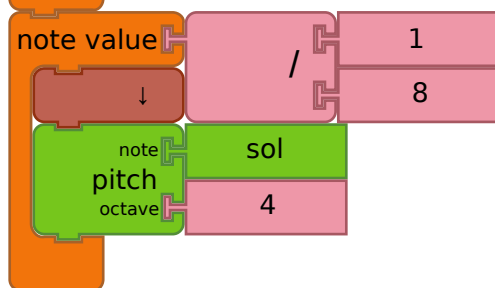 note value / 1
↓ 8
note sol
pitch
octave 4